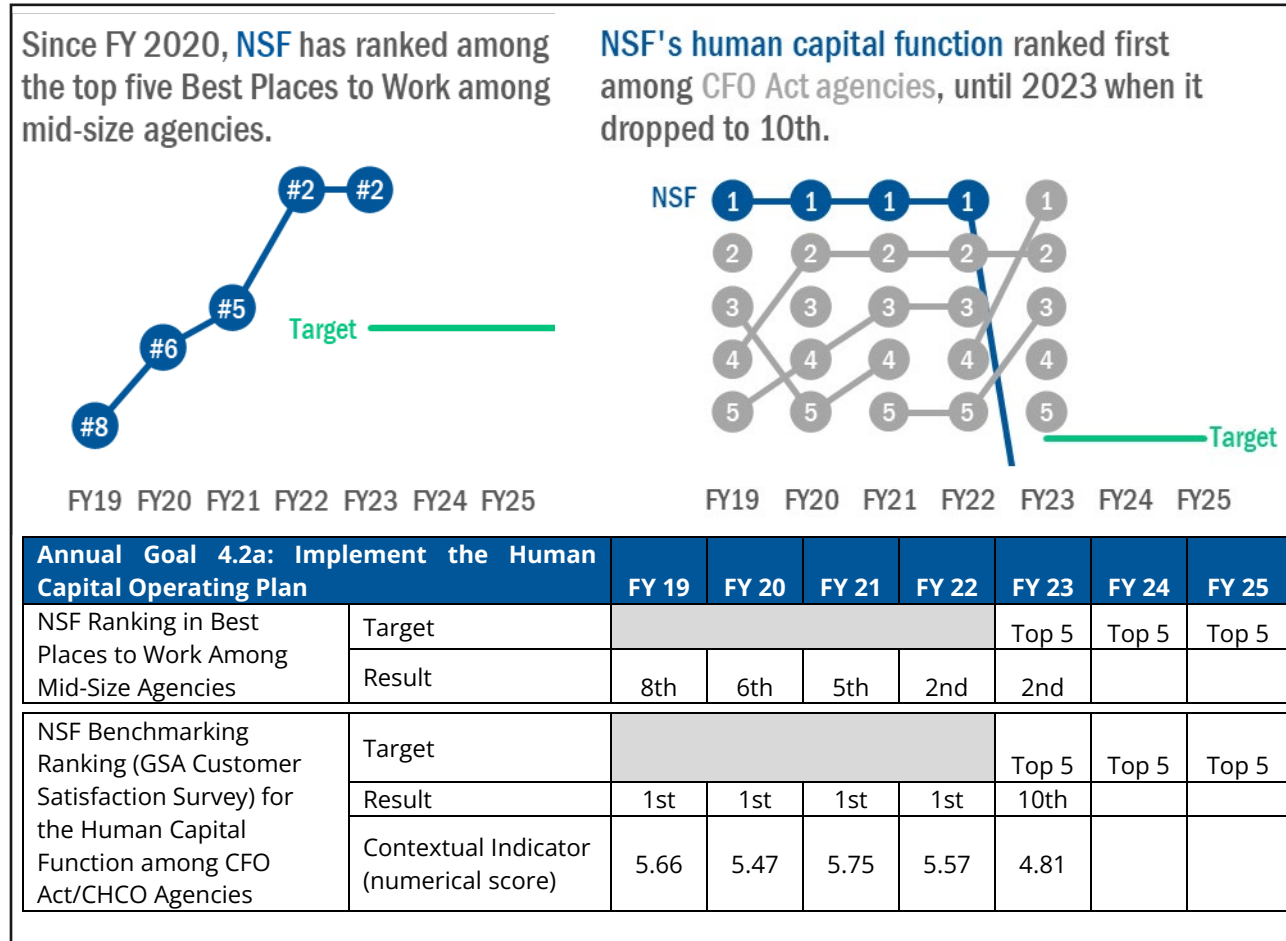 Since FY 2020, NSF has ranked among
the top five Best Places to Work among
mid-size agencies.
#2 #2
#5
Target
#6
#8
FY19 FY20 FY21 FY22 FY23 FY24 FY25
NSF's human capital function ranked first
among CFO Act agencies, until 2023 when it
dropped to 10th.
NSF 1 1 1 1 1
2 2 2 2 2
3 3 3 3 3
4 4 4 4 4
5 5 5 5 5
Target
FY19 FY20 FY21 FY22 FY23 FY24 FY25
Annual Goal 4.2a: Implement the Human
Capital Operating Plan FY 19 FY 20 FY 21 FY 22 FY 23 FY 24 FY 25
NSF Ranking in Best
Places to Work Among
Mid-Size Agencies
Target Top 5 Top 5 Top 5
Result 8th 6th 5th 2nd 2nd
NSF Benchmarking
Ranking (GSA Customer
Satisfaction Survey) for
the Human Capital
Function among CFO
Act/CHCO Agencies
Target Top 5 Top 5 Top 5
Result 1st 1st 1st 1st 10th
Contextual Indicator
(numerical score) 5.66 5.47 5.75 5.57 4.81